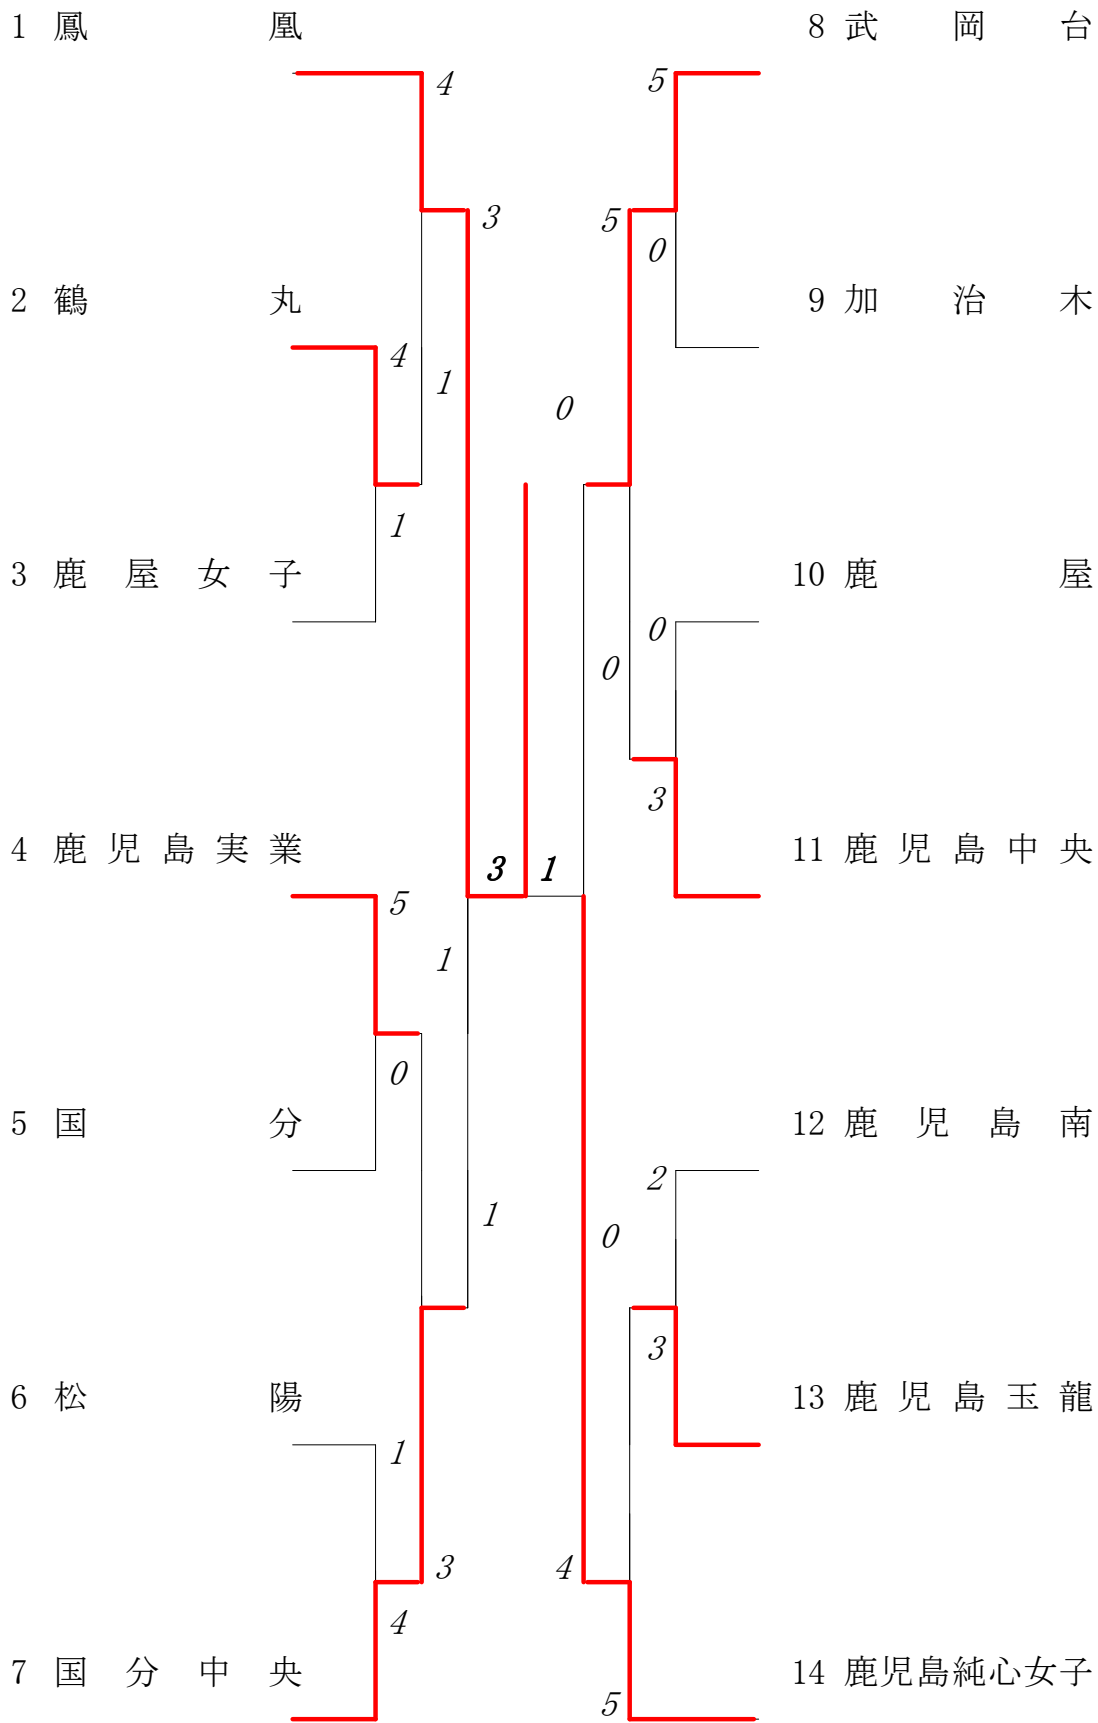 1 鳳凰
8 武岡台
4
5
3
5
0
2 鶴丸
9 加治木
4
1
0
1
3 鹿屋女子
10 鹿屋
0
0
3
4 鹿児島実業
3 1
11 鹿児島中央
5
1
0
5 国分
12 鹿児島南
2
1
0
3
6 松陽
13 鹿児島玉龍
1
3
4
4
7 国分中央
14 鹿児島純心女子
5